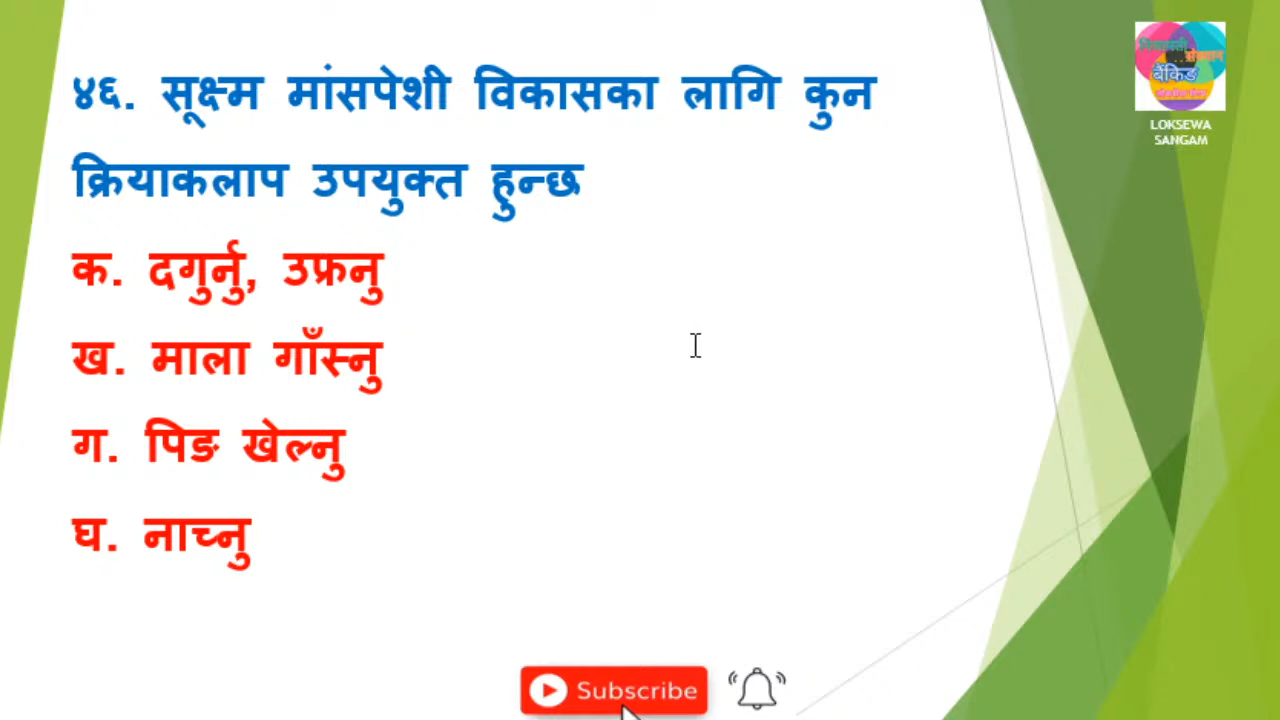 ४६. सूक्ष्म मांसपेशी विकासका लागि कुन
क्रियाकलाप उपयुक्त हुन्छ
क. दगुर्नु, उफ्रनु
ख. माला गाँस्नु
ग. पिङ खेल्नु
घ. नाच्नु
बैंकिङ
LOKSEWA
SANGAM
Subscribe